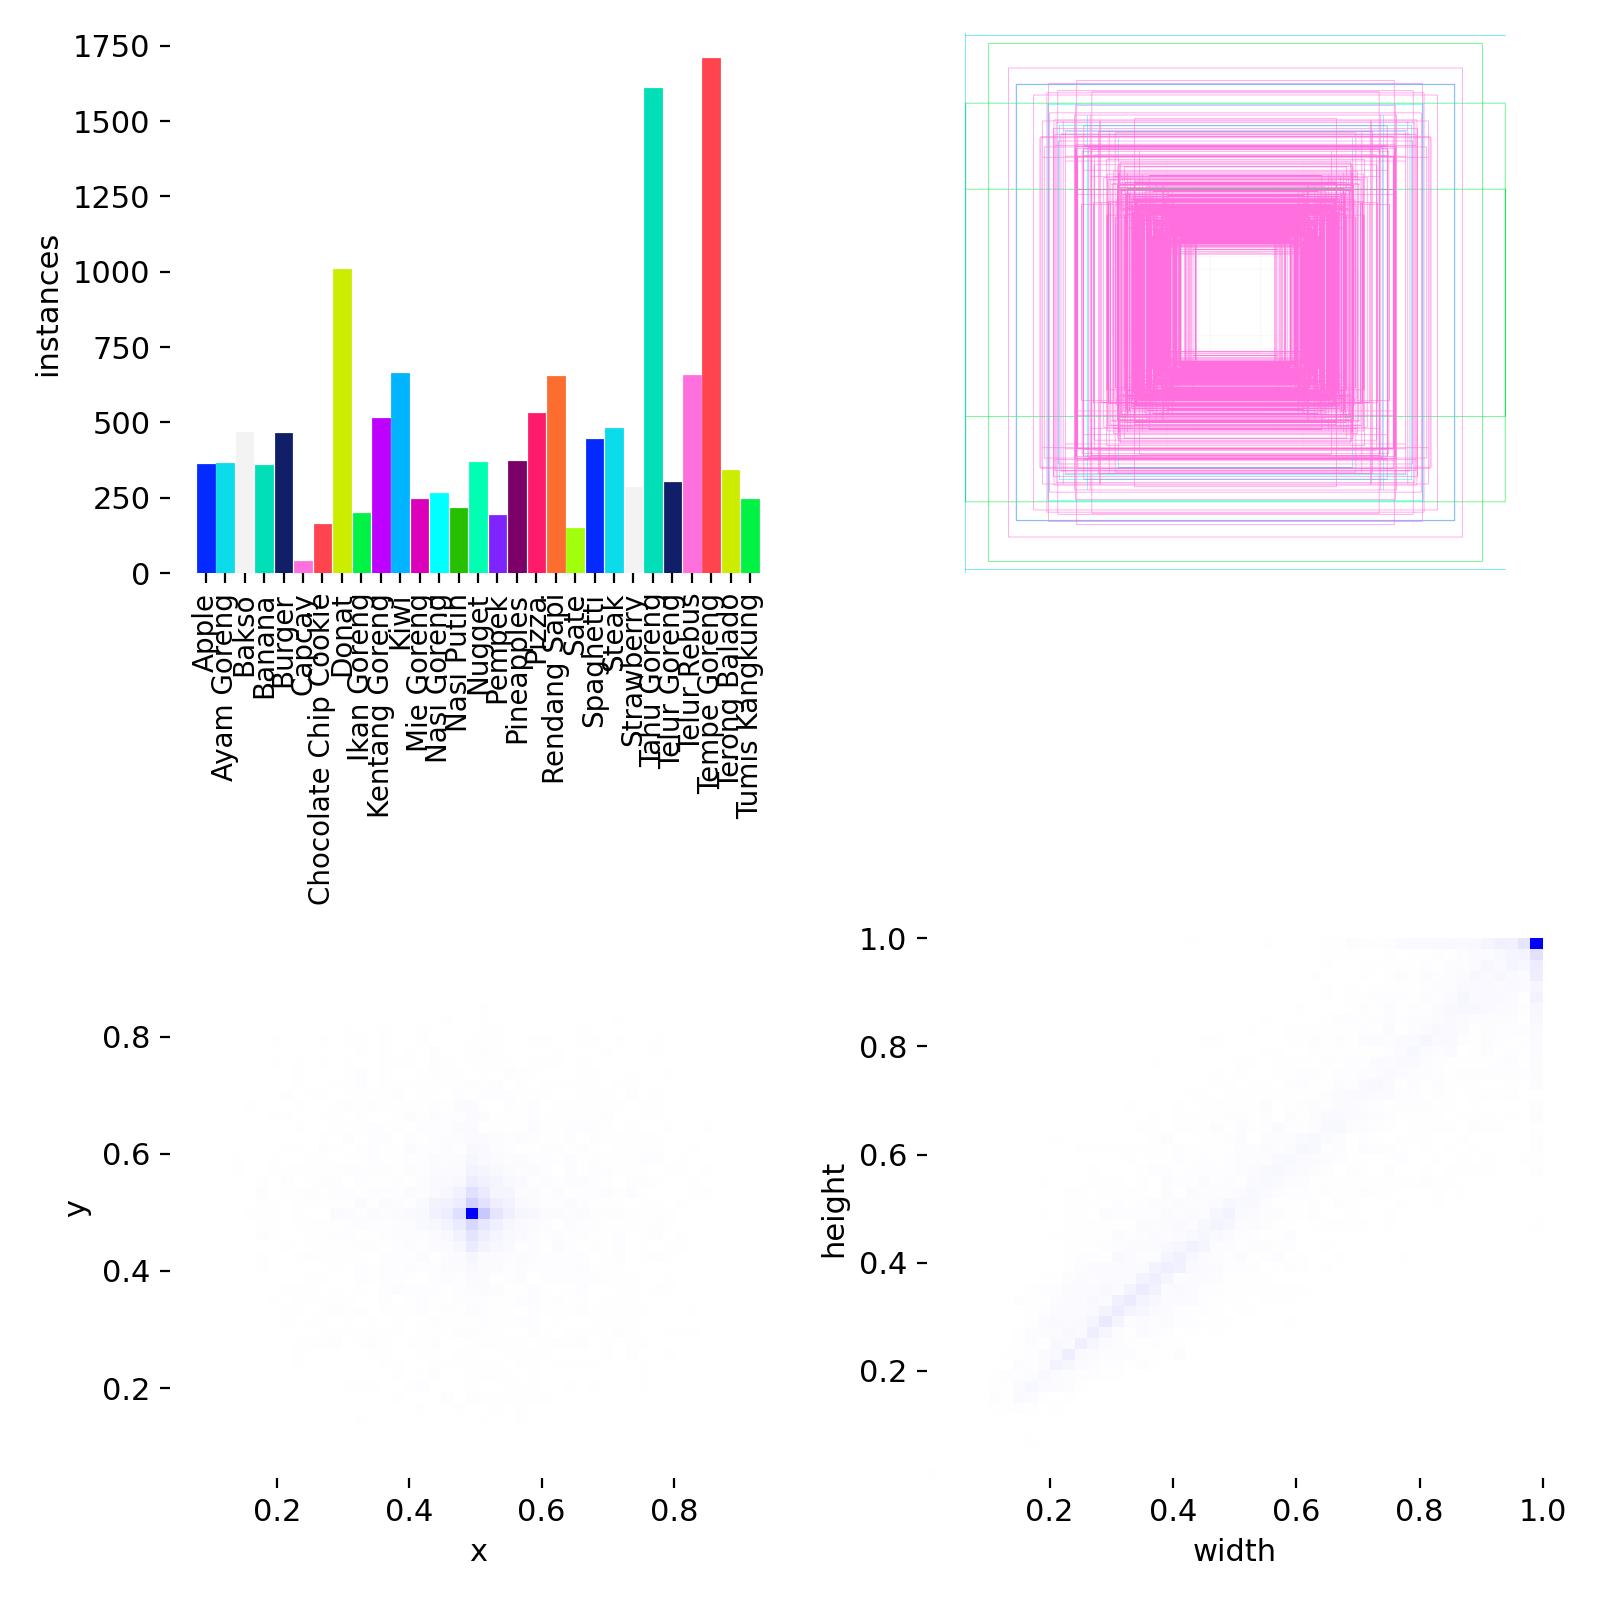 instances
1750
1500
1250
1000
750
500
250
0
Apple
Ayam Goreng
Bakso
Banana
Burger
Capcay
Chocolate Chip Cookie
Donat
Ikan Goreng
Kentang Goreng
Kiwi
Mie Goreng
Nasi Goreng
Nasi Putih
Nugget
Pempek
Pineapples
Pizza
Rendang Sapi
Sate
Spaghetti
Steak
Strawberry
Tahu Goreng
Telur Goreng
Telur Rebus
Tempe Goreng
Terong Balado
Tumis Kangkung
y
0.8
0.6
0.4
0.2
0.2 0.4 0.6 0.8
x
height
1.0
0.8
0.6
0.4
0.2
0.2 0.4 0.6 0.8 1.0
width